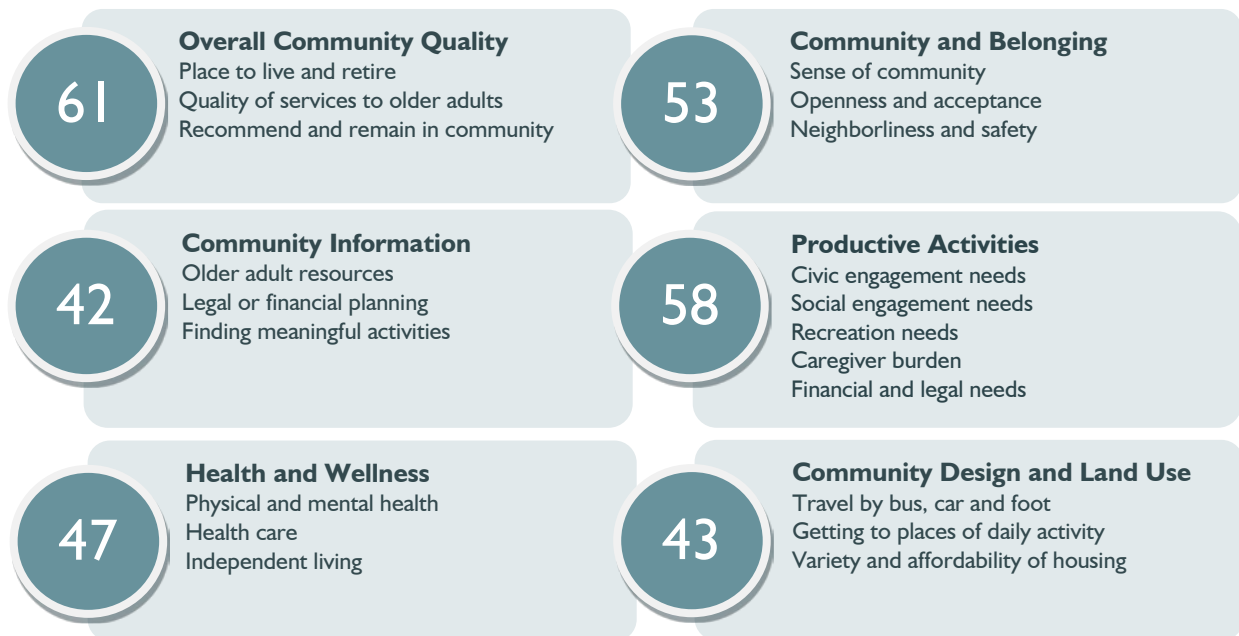 61
Overall Community Quality
Place to live and retire
Quality of services to older adults
Recommend and remain in community
53
Community and Belonging
Sense of community
Openness and acceptance
Neighborliness and safety
42
Community Information
Older adult resources
Legal or financial planning
Finding meaningful activities
58
Productive Activities
Civic engagement needs
Social engagement needs
Recreation needs
Caregiver burden
Financial and legal needs
47
Health and Wellness
Physical and mental health
Health care
Independent living
43
Community Design and Land Use
Travel by bus, car and foot
Getting to places of daily activity
Variety and affordability of housing